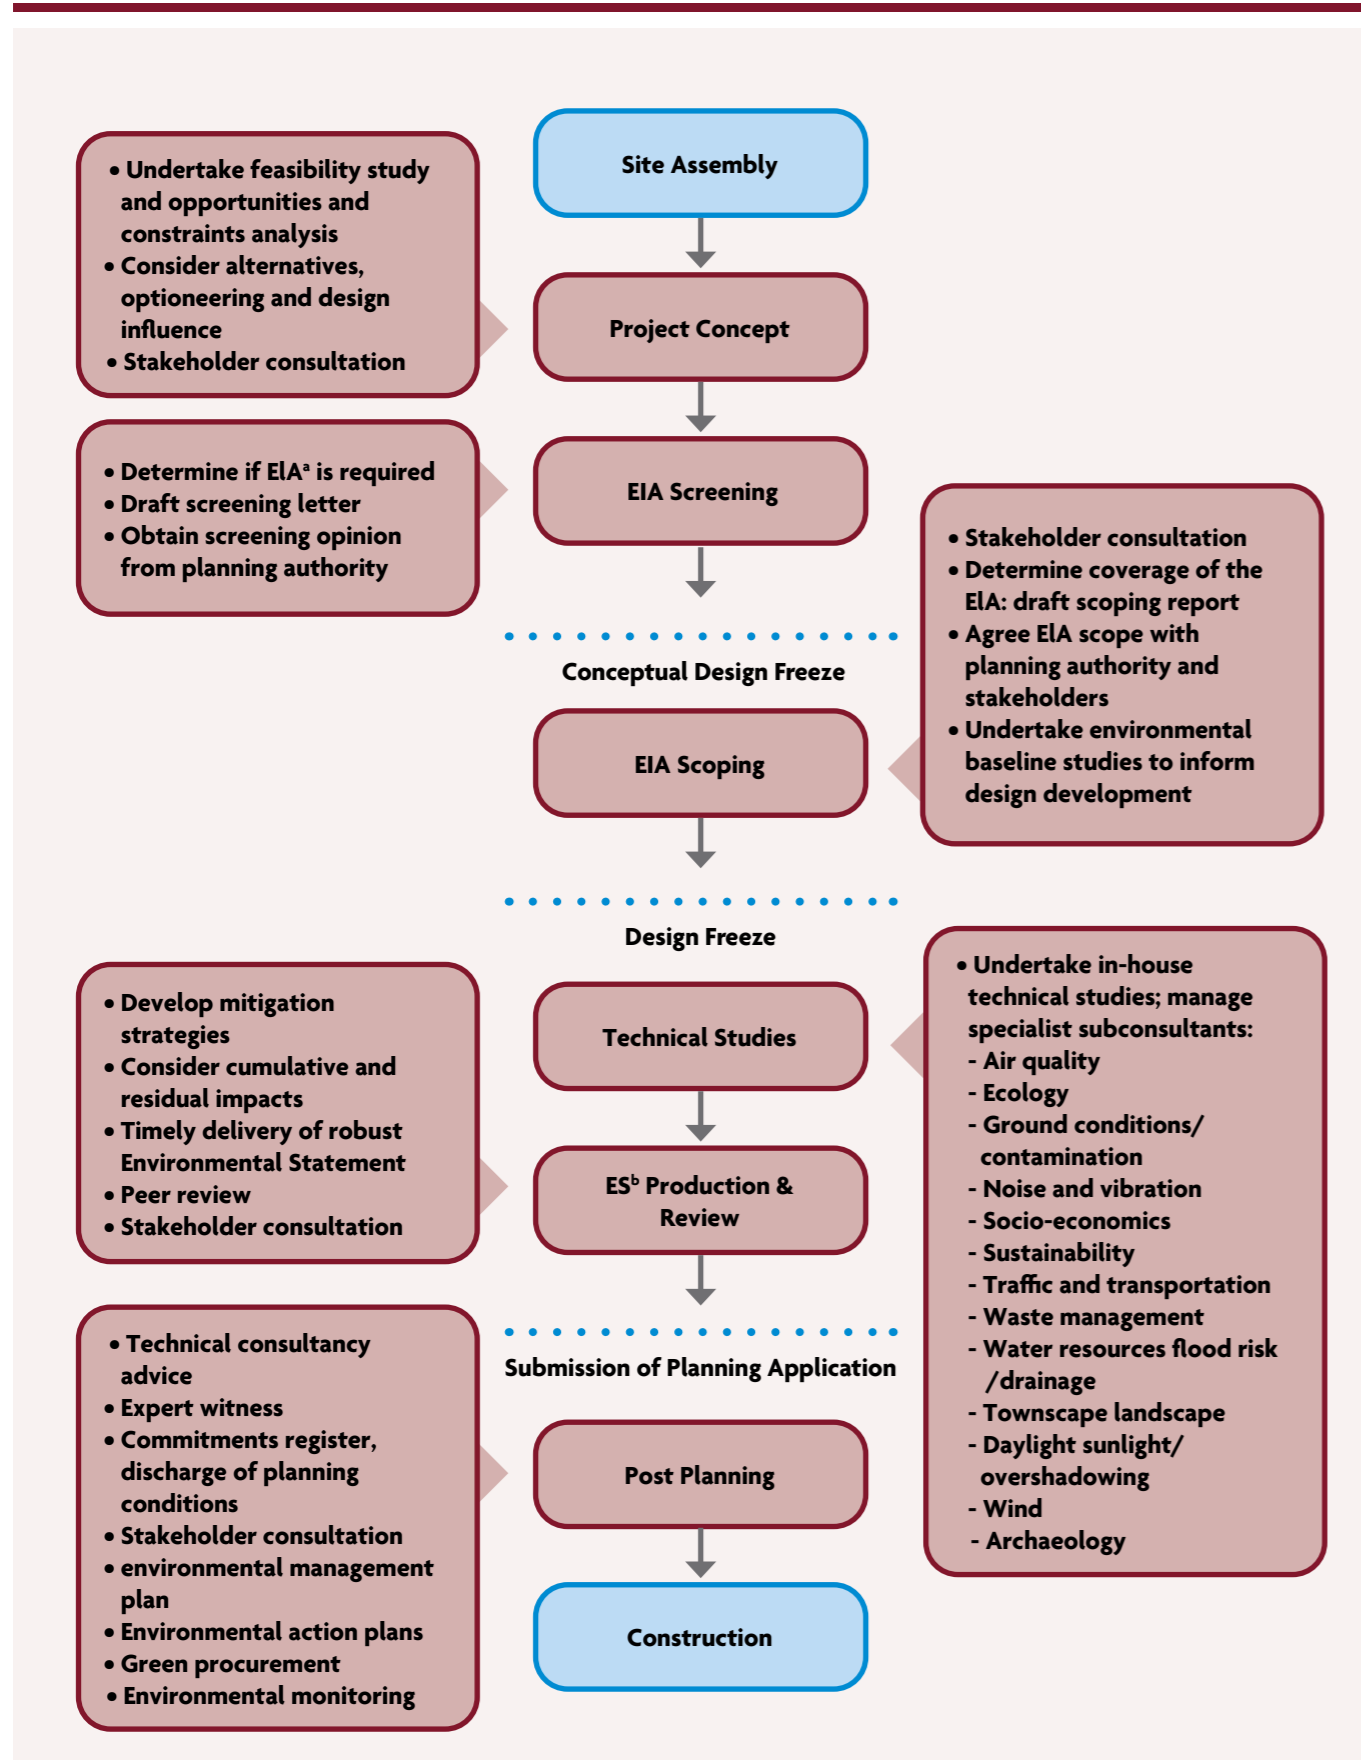 Site Assembly
• Undertake feasibility study
and opportunities and
constraints analysis
• Consider alternatives,
optioneering and design
influence
• Stakeholder consultation
Project Concept
• Determine if EIAᵃ is required
• Draft screening letter
• Obtain screening opinion
from planning authority
EIA Screening
Conceptual Design Freeze
EIA Scoping
• Stakeholder consultation
• Determine coverage of the
EIA: draft scoping report
• Agree EIA scope with
planning authority and
stakeholders
• Undertake environmental
baseline studies to inform
design development
Design Freeze
Technical Studies
• Undertake in-house
technical studies; manage
specialist subconsultants:
- Air quality
- Ecology
- Ground conditions/
contamination
- Noise and vibration
- Socio-economics
- Sustainability
- Traffic and transportation
- Waste management
- Water resources flood risk
/drainage
- Townscape landscape
- Daylight sunlight/
overshadowing
- Wind
- Archaeology
• Develop mitigation
strategies
• Consider cumulative and
residual impacts
• Timely delivery of robust
Environmental Statement
• Peer review
• Stakeholder consultation
ESᵇ Production &
Review
Submission of Planning Application
• Technical consultancy
advice
• Expert witness
• Commitments register,
discharge of planning
conditions
• Stakeholder consultation
• environmental management
plan
• Environmental action plans
• Green procurement
• Environmental monitoring
Post Planning
Construction